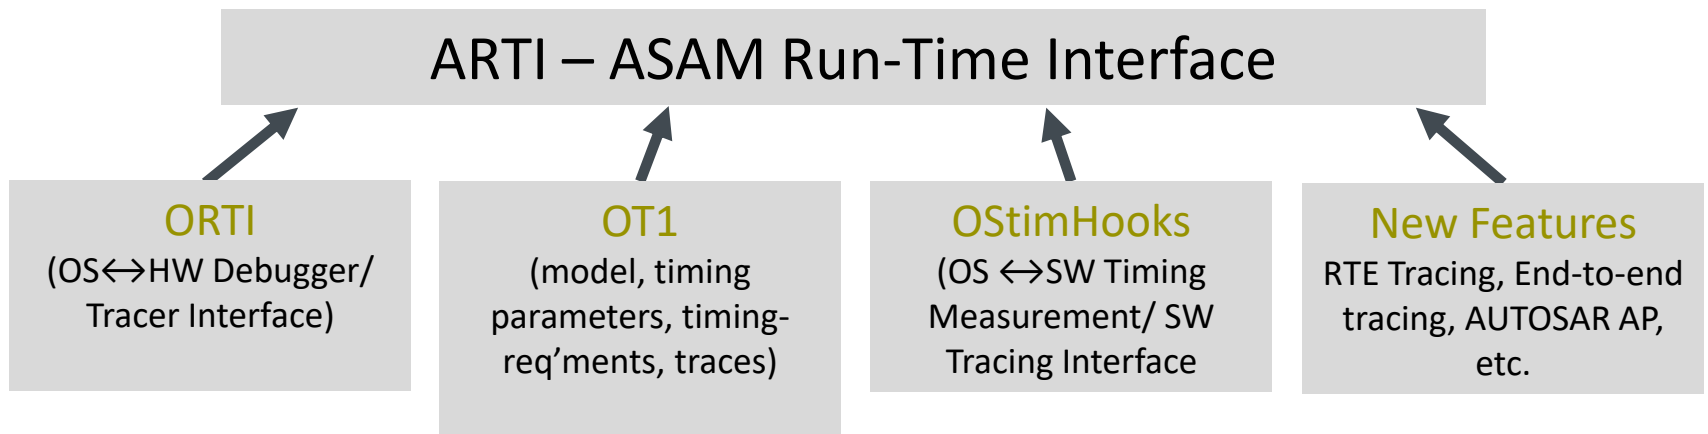 ARTI – ASAM Run-Time Interface
ORTI
(OS↔HW Debugger/
Tracer Interface)
OT1
(model, timing
parameters, timing-
req’ments, traces)
OStimHooks
(OS ↔SW Timing
Measurement/ SW
Tracing Interface
New Features
RTE Tracing, End-to-end
tracing, AUTOSAR AP,
etc.